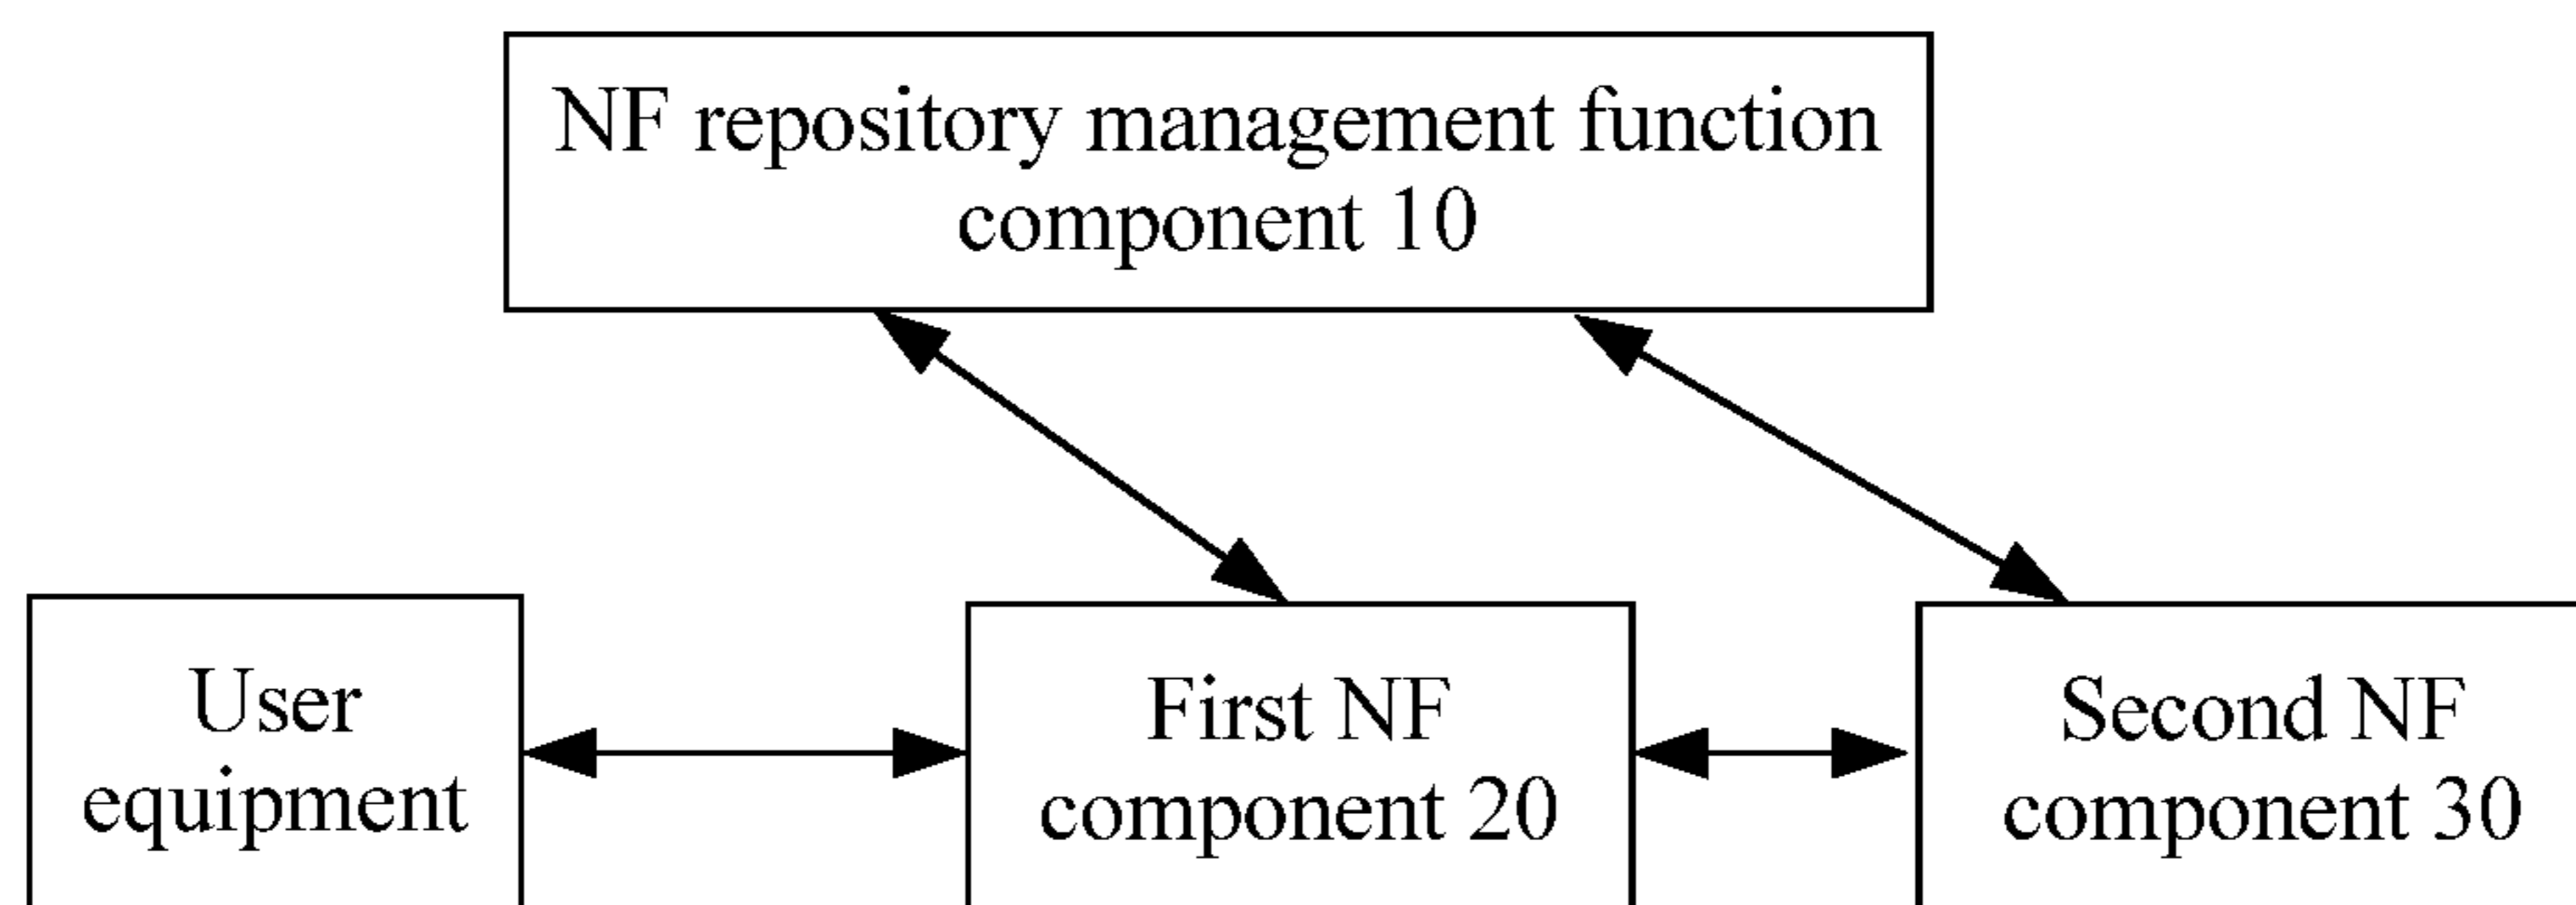 NF repository management function
component 10
User
equipment
First NF
component 20
Second NF
component 30